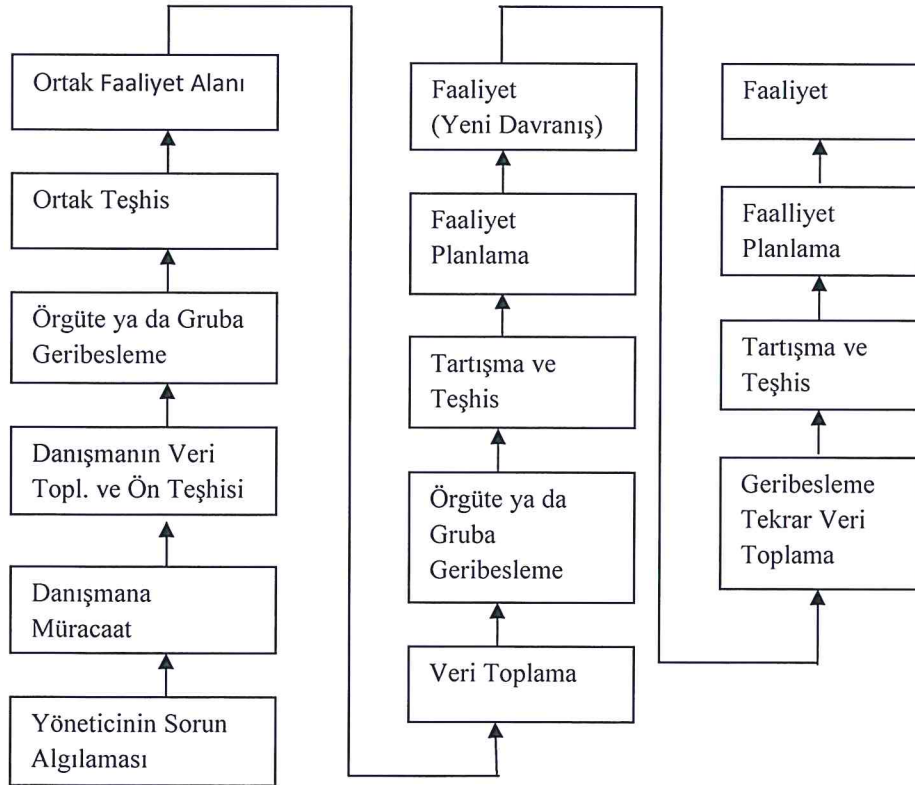 Ortak Faaliyet Alanı
Ortak Teşhis
Örgüte ya da Gruba
Geribesleme
Danışmanın Veri
Topl. ve Ön Teşhisi
Danışmana
Müracaat
Yöneticinin Sorun
Algılaması
Faaliyet
(Yeni Davranış)
Faaliyet
Planlama
Tartışma ve
Teşhis
Örgüte ya da
Gruba
Geribesleme
Veri Toplama
Faaliyet
Faalliyet
Planlama
Tartışma ve
Teşhis
Geribesleme
Tekrar Veri
Toplama